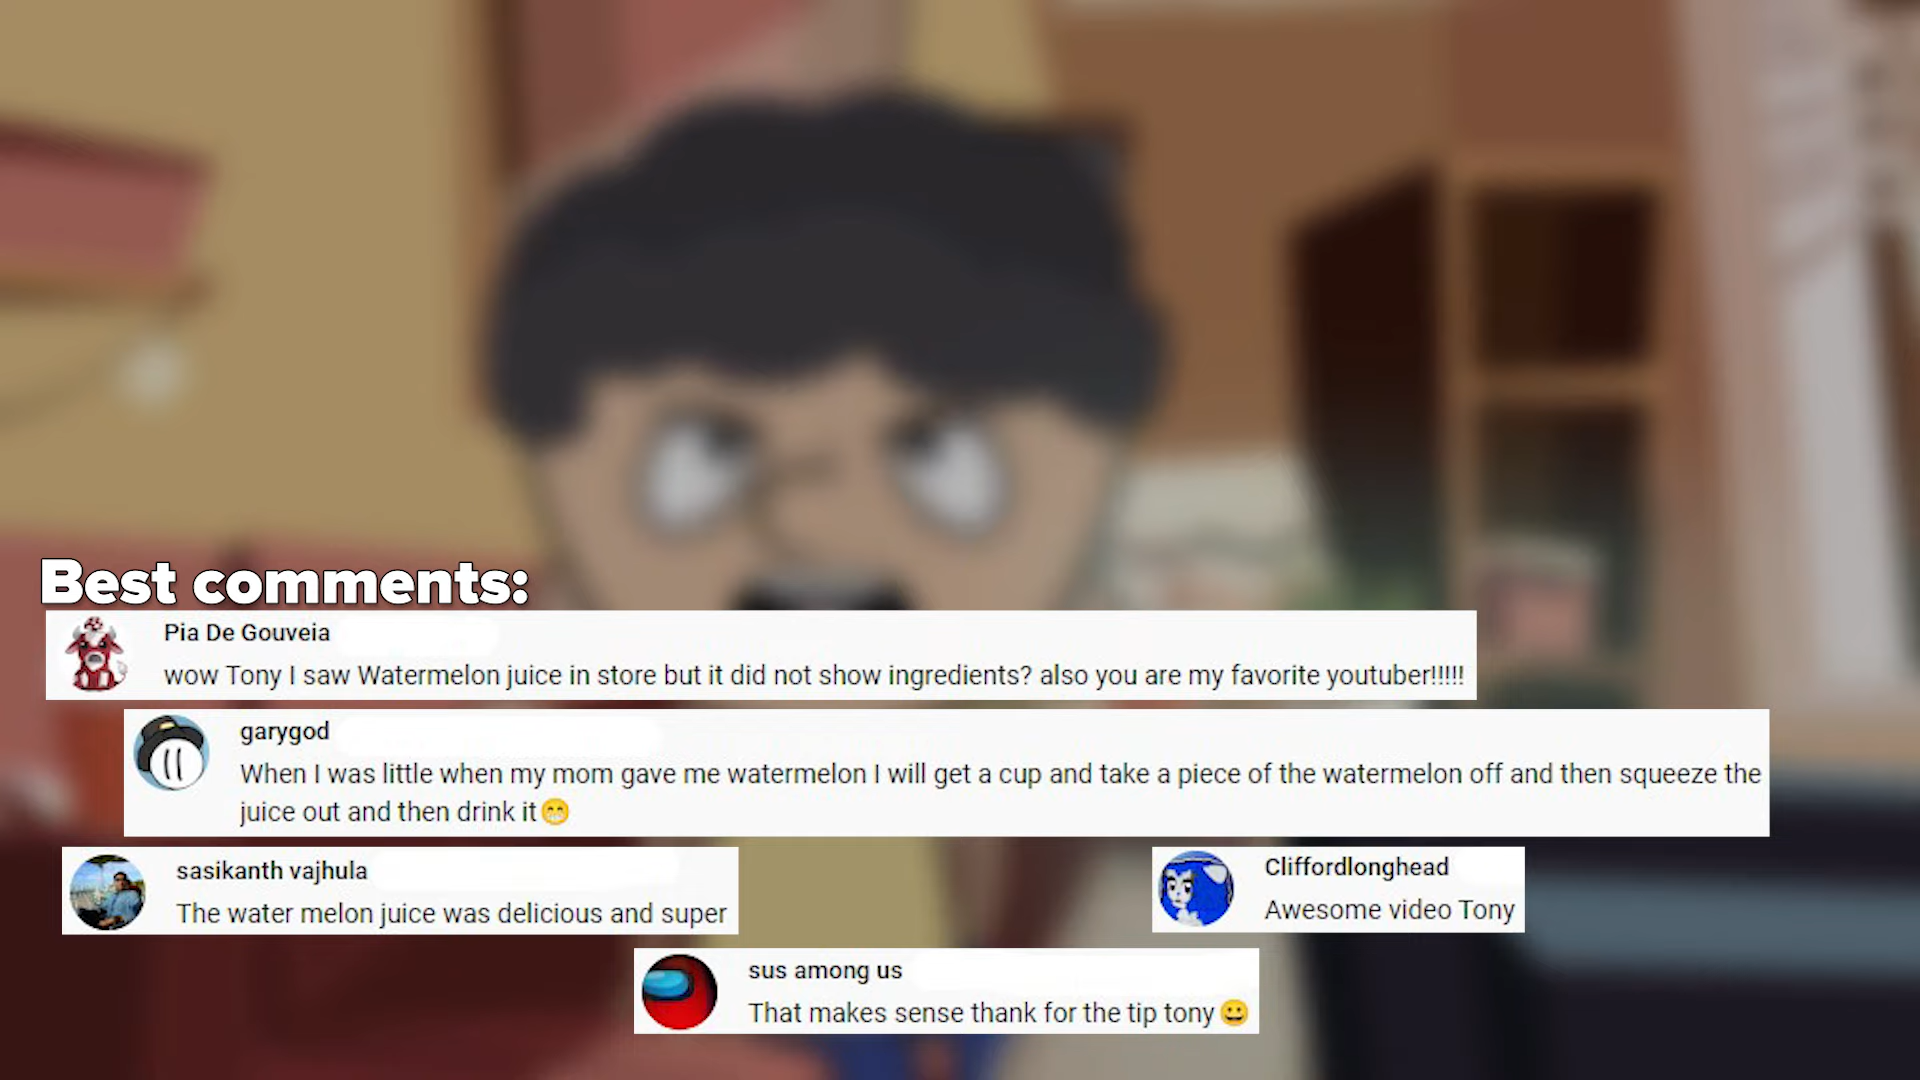 Best comments:
Pia De Gouveia
wow Tony I saw Watermelon juice in store but it did not show ingredients? also you are my favorite youtuber!!!!!
garygod
When I was little when my mom gave me watermelon I will get a cup and take a piece of the watermelon off and then squeeze the
juice out and then drink it😁
sasikanth vajhula
The water melon juice was delicious and super
Cliffordlonghead
Awesome video Tony
sus among us
That makes sense thank for the tip tony😀